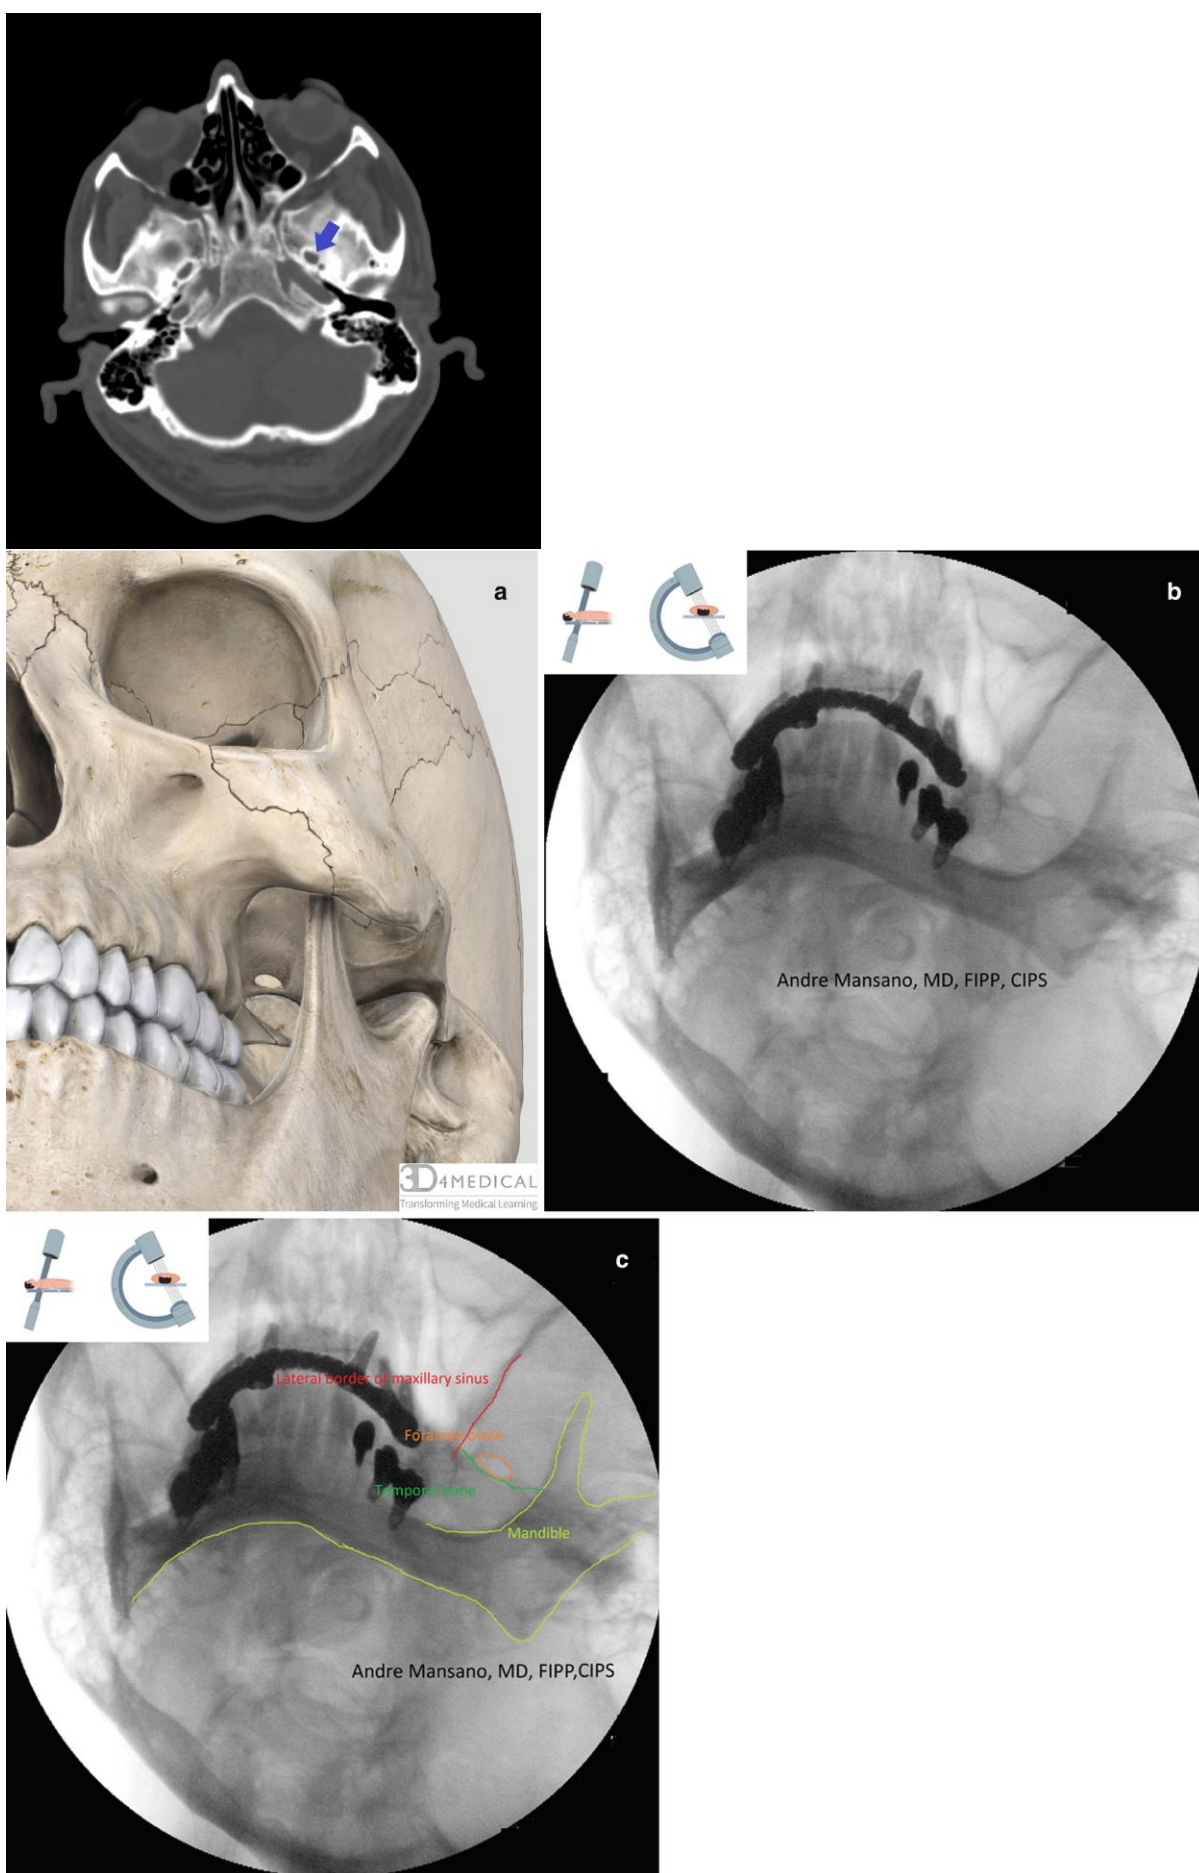 a
b
3D4MEDICAL
Transforming Medical Learning
Andre Mansano, MD, FIPP, CIPS
c
Lateral border of maxillary sinus
Foramen ovale
Temporal bone
Mandible
Andre Mansano, MD, FIPP,CIPS